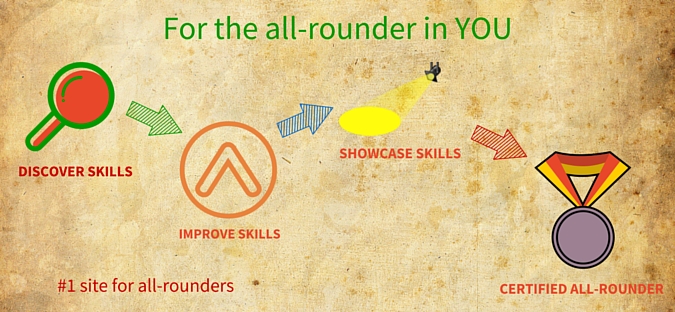 For the all-rounder in YOU
DISCOVER SKILLS
IMPROVE SKILLS
SHOWCASE SKILLS
CERTIFIED ALL-ROUNDER
#1 site for all-rounders